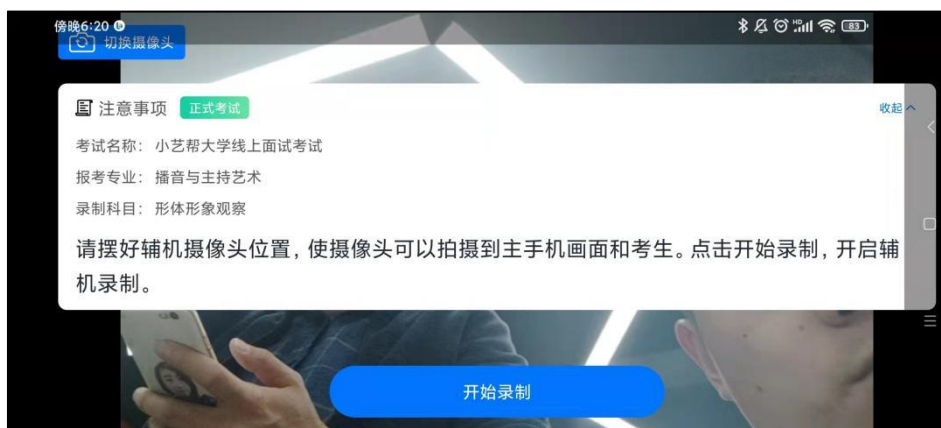 傍晚6:20
83
切换摄像头
注意事项 正式考试 收起
考试名称: 小艺帮大学线上面试考试
报考专业: 播音与主持艺术
录制科目: 形体形象观察
请摆好辅机摄像头位置, 使摄像头可以拍摄到主手机画面和考生。点击开始录制, 开启辅
机录制。
开始录制